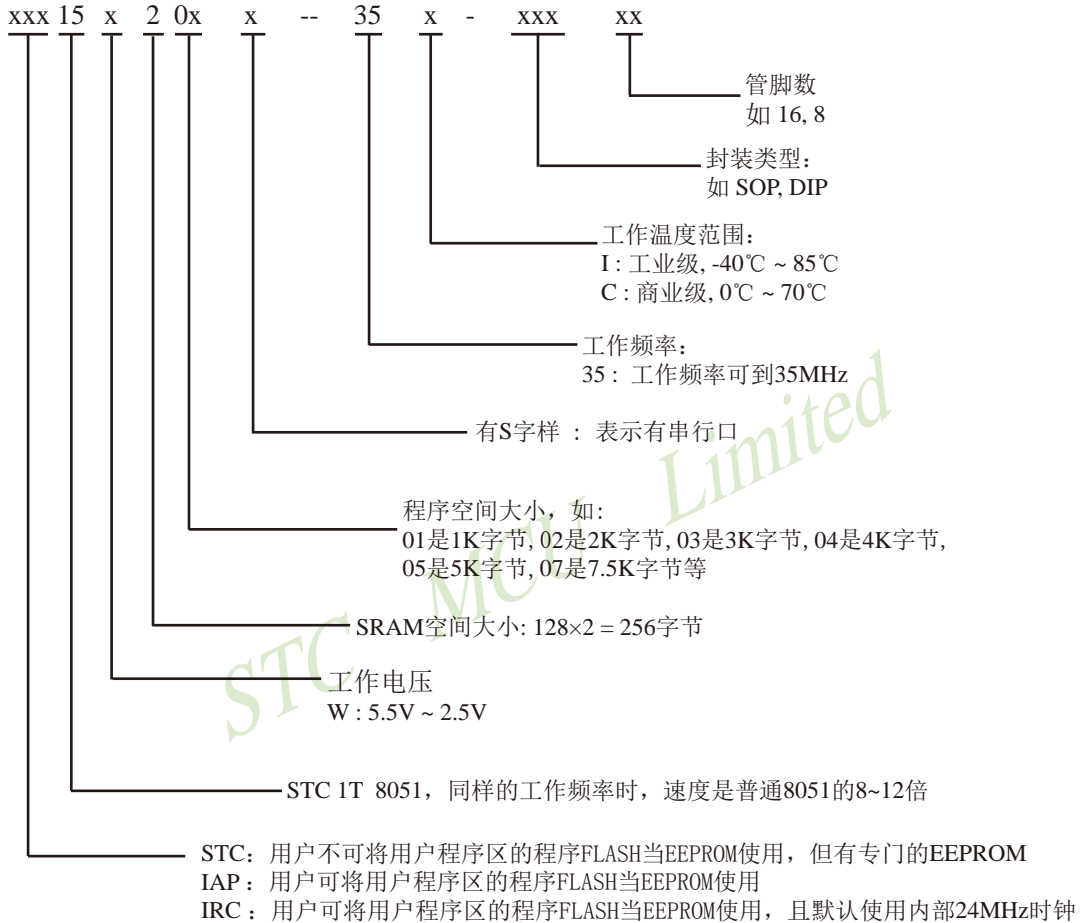 xxx 15 x 2 0x x -- 35 x - xxx xx
管脚数
如 16, 8
封装类型：
如 SOP, DIP
工作温度范围：
I : 工业级, -40℃ ~ 85℃
C : 商业级, 0℃ ~ 70℃
工作频率：
35 : 工作频率可到35MHz
有S字样 : 表示有串行口
程序空间大小，如:
01是1K字节, 02是2K字节, 03是3K字节, 04是4K字节,
05是5K字节, 07是7.5K字节等
SRAM空间大小: 128×2 = 256字节
工作电压
W : 5.5V ~ 2.5V
STC 1T 8051，同样的工作频率时，速度是普通8051的8~12倍
STC：用户不可将用户程序区的程序FLASH当EEPROM使用，但有专门的EEPROM
IAP：用户可将用户程序区的程序FLASH当EEPROM使用
IRC：用户可将用户程序区的程序FLASH当EEPROM使用，且默认使用内部24MHz时钟
STC MCU Limited